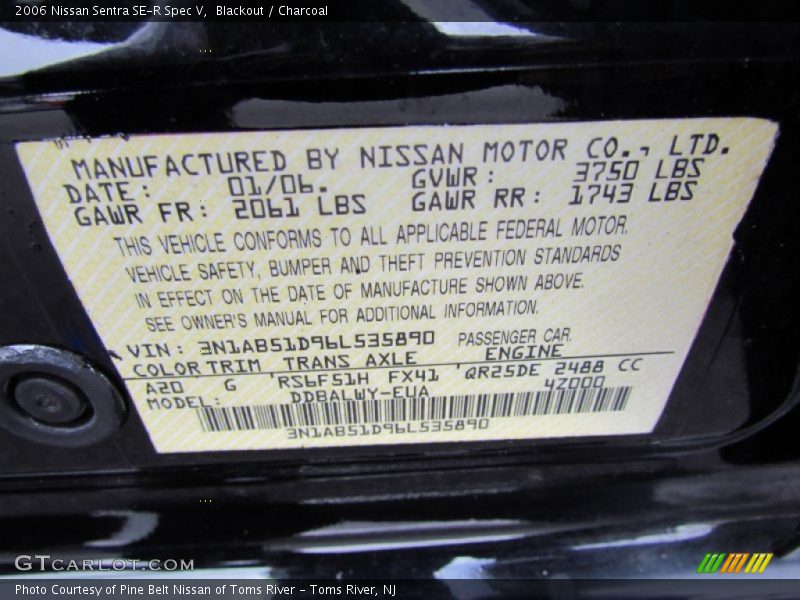 2006 Nissan Sentra SE-R Spec V,  Blackout / Charcoal
MANUFACTURED BY NISSAN MOTOR CO., LTD.
DATE: 01/06. GVWR: 3750 LBS
GAWR FR: 2061 LBS GAWR RR: 1743 LBS
THIS VEHICLE CONFORMS TO ALL APPLICABLE FEDERAL MOTOR.
VEHICLE SAFETY, BUMPER AND THEFT PREVENTION STANDARDS
IN EFFECT ON THE DATE OF MANUFACTURE SHOWN ABOVE.
SEE OWNER'S MANUAL FOR ADDITIONAL INFORMATION.
VIN: 3N1AB51D96L535890 PASSENGER CAR.
COLOR TRIM TRANS AXLE ENGINE
A20 G RS6F51H FX41 QR25DE 2488 CC
MODEL: DDBALWY-EUA 4Z000
3N1AB51D96L535890
GTCARLOT.COM
Photo Courtesy of Pine Belt Nissan of Toms River - Toms River, NJ